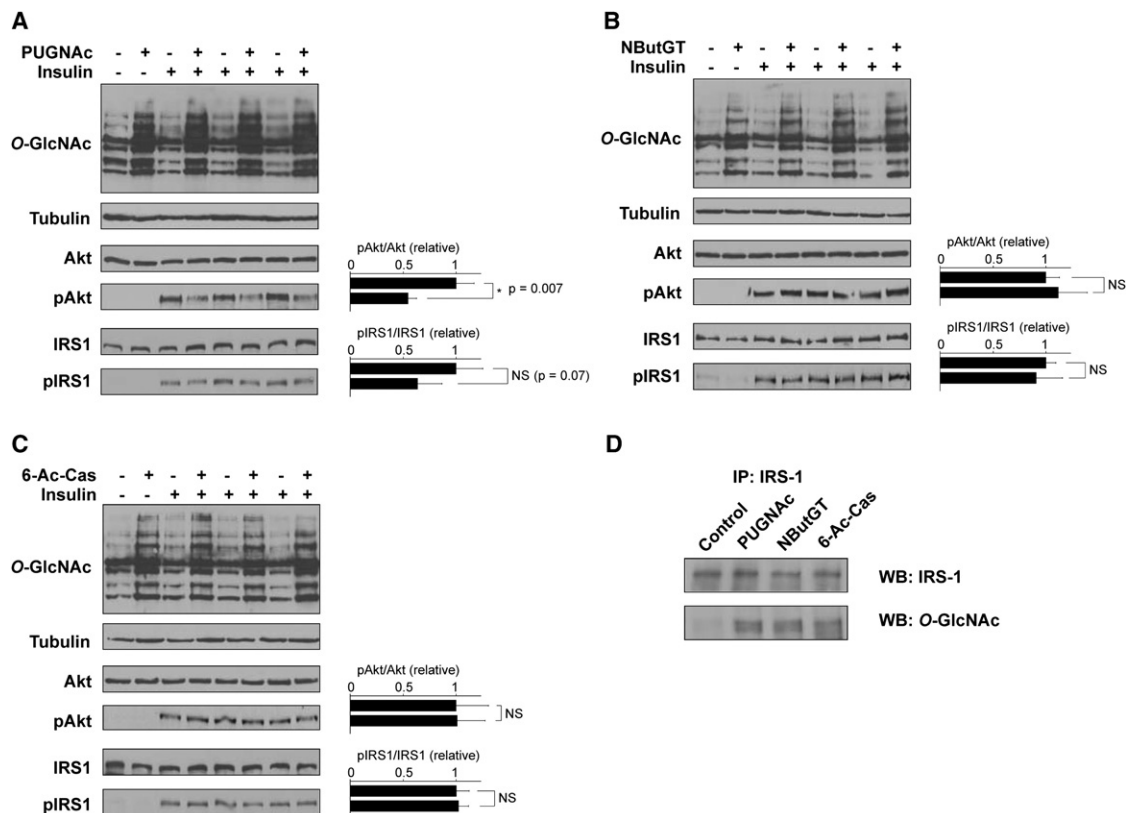 A
PUGNAc - + - + - + - +
Insulin - - + + + + + +
O-GlcNAc
Tubulin
Akt
pAkt
IRS1
pIRS1
pAkt/Akt (relative)
0 0.5 1
* p = 0.007
pIRS1/IRS1 (relative)
0 0.5 1
NS (p = 0.07)
B
NButGT - + - + - + - +
Insulin - - + + + + + +
O-GlcNAc
Tubulin
Akt
pAkt
IRS1
pIRS1
pAkt/Akt (relative)
0 0.5 1
NS
pIRS1/IRS1 (relative)
0 0.5 1
NS
C
6-Ac-Cas - + - + - + - +
Insulin - - + + + + + +
O-GlcNAc
Tubulin
Akt
pAkt
IRS1
pIRS1
pAkt/Akt (relative)
0 0.5 1
NS
pIRS1/IRS1 (relative)
0 0.5 1
NS
D
IP: IRS-1
Control PUGNAc NButGT 6-Ac-Cas
WB: IRS-1
WB: O-GlcNAc